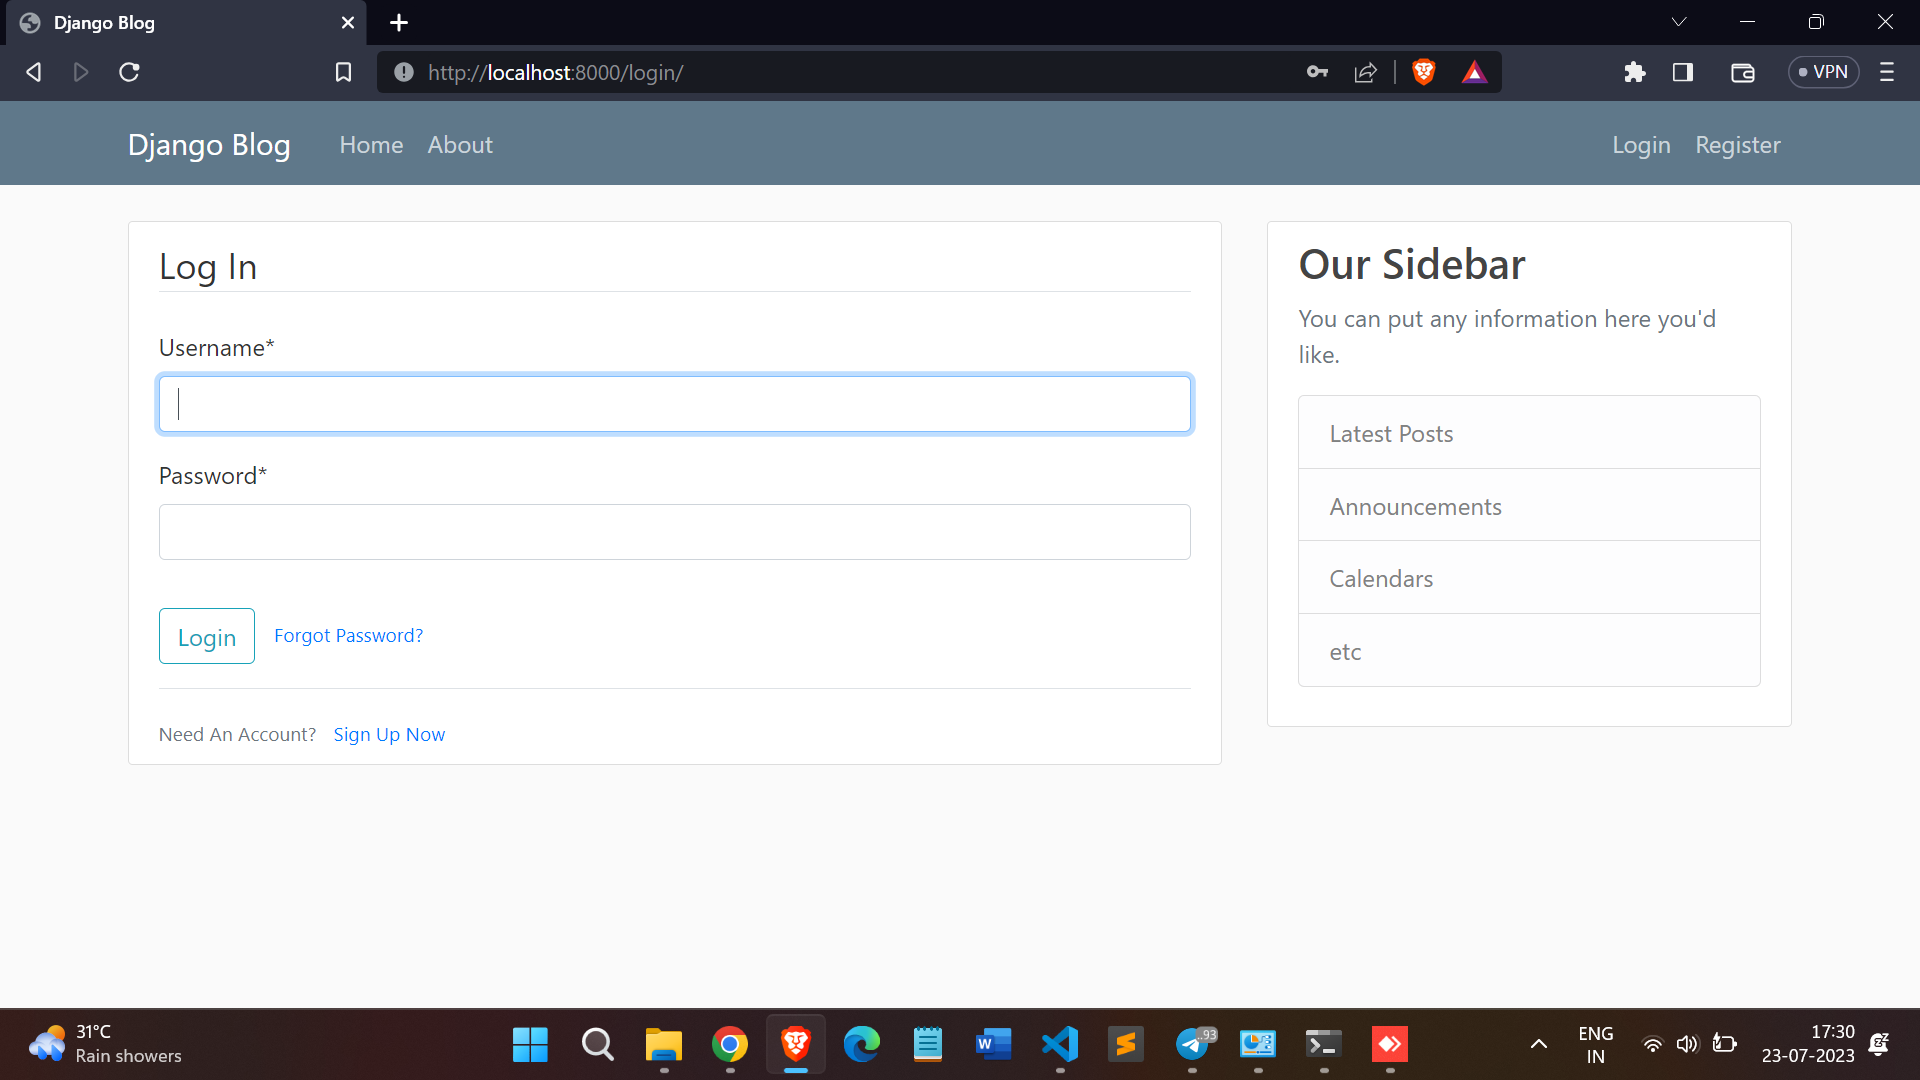 Django Blog
http://localhost:8000/login/
VPN
Django Blog Home About Login Register
Log In
Username*
Password*
Login Forgot Password?
Need An Account? Sign Up Now
Our Sidebar
You can put any information here you'd
like.
Latest Posts
Announcements
Calendars
etc
31°C
Rain showers
W
..93
ENG
IN
17:30
23-07-2023